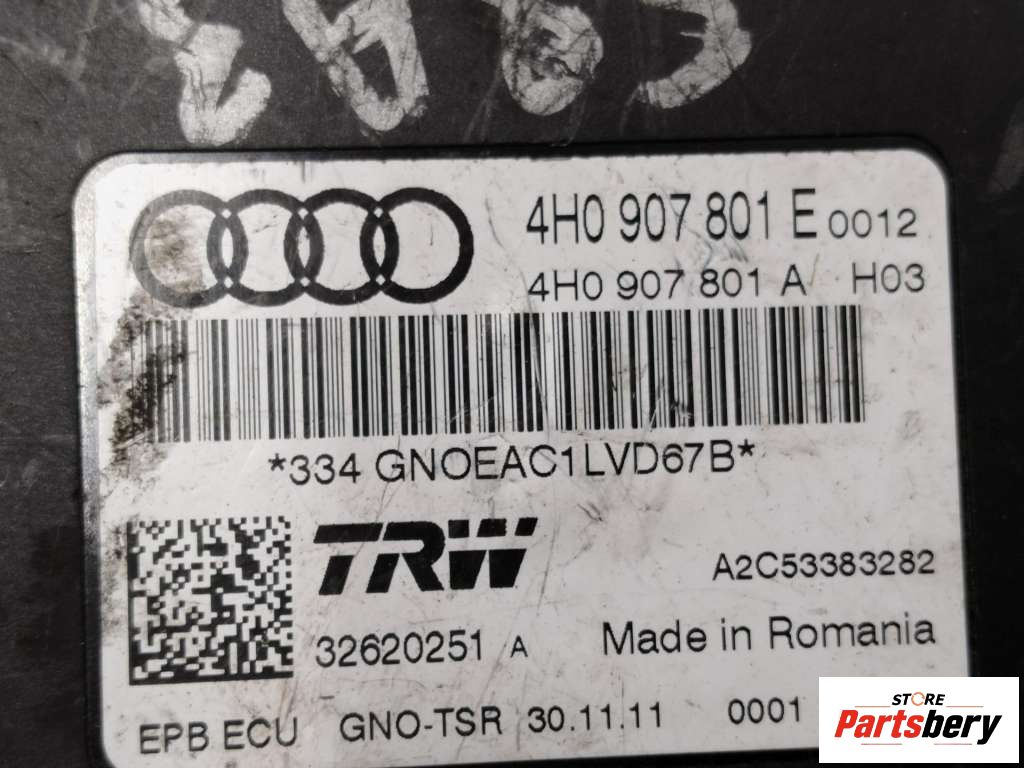 4H0 907 801 E 0012
4H0 907 801 A H03
*334 GNOEAC1LVD67B*
TRW
A2C53383282
32620251 A Made in Romania
EPB ECU GNO-TSR 30.11.11 0001
STORE
Partsbery